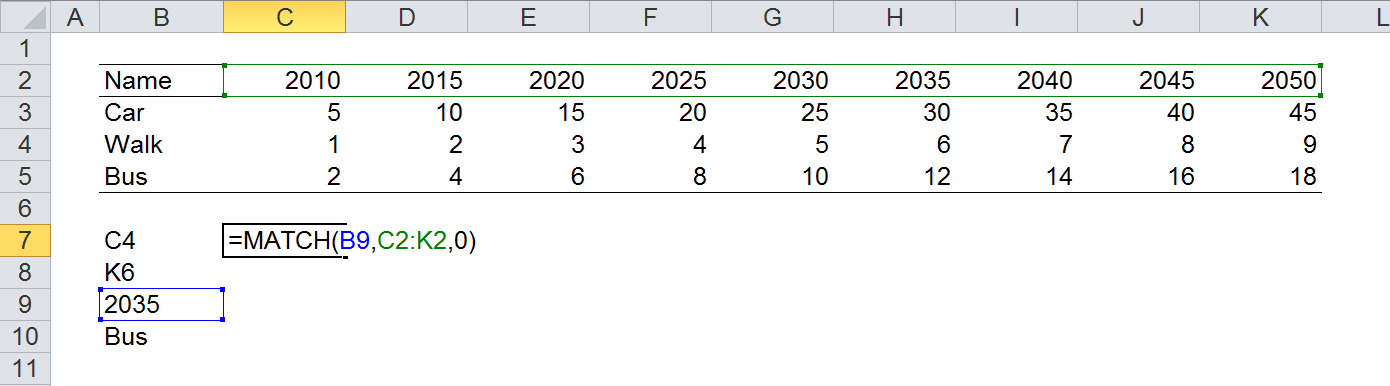 A B C D E F G H I J K L
1
2 Name 2010 2015 2020 2025 2030 2035 2040 2045 2050
3 Car 5 10 15 20 25 30 35 40 45
4 Walk 1 2 3 4 5 6 7 8 9
5 Bus 2 4 6 8 10 12 14 16 18
6
7 C4 =MATCH(B9,C2:K2,0)
8 K6
9 2035
10 Bus
11